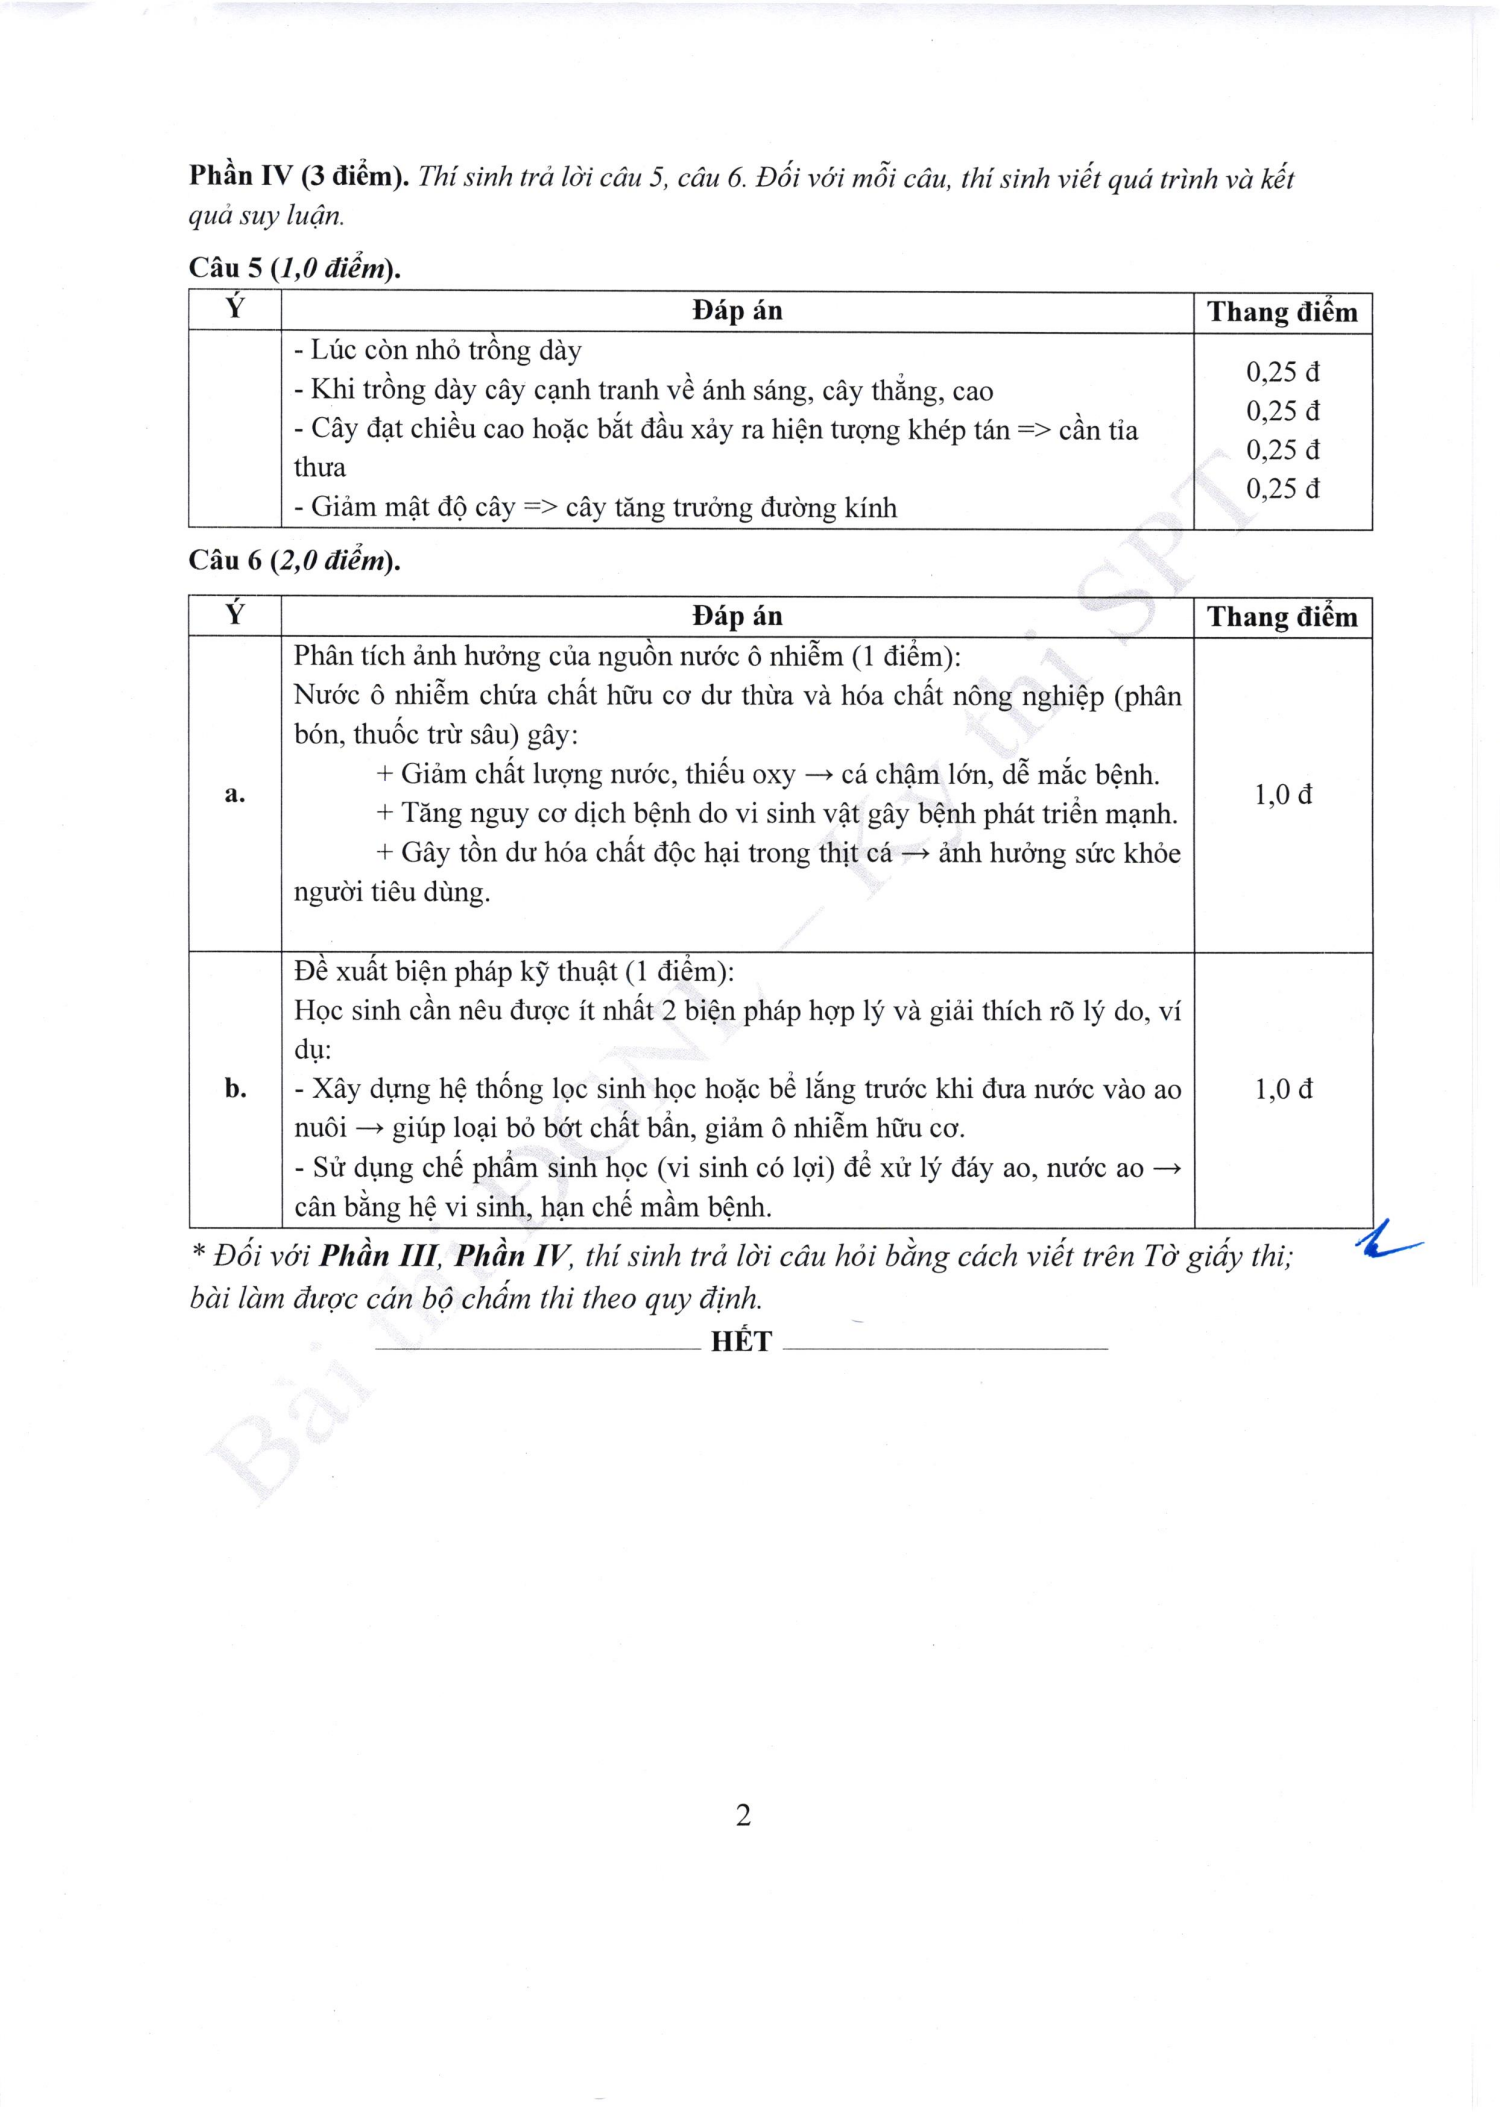 Phần IV (3 điểm). Thí sinh trả lời câu 5, câu 6. Đối với mỗi câu, thí sinh viết quá trình và kết
quả suy luận.
Câu 5 (1,0 điểm).
Ý Đáp án Thang điểm
- Lúc còn nhỏ trồng dày
0,25 đ
- Khi trồng dày cây cạnh tranh về ánh sáng, cây thẳng, cao
0,25 đ
- Cây đạt chiều cao hoặc bắt đầu xảy ra hiện tượng khép tán => cần tỉa
0,25 đ
thưa
0,25 đ
- Giảm mật độ cây => cây tăng trưởng đường kính
Câu 6 (2,0 điểm).
Ý Đáp án Thang điểm
a.
Phân tích ảnh hưởng của nguồn nước ô nhiễm (1 điểm):
Nước ô nhiễm chứa chất hữu cơ dư thừa và hóa chất nông nghiệp (phân
bón, thuốc trừ sâu) gây:
+ Giảm chất lượng nước, thiếu oxy → cá chậm lớn, dễ mắc bệnh.
+ Tăng nguy cơ dịch bệnh do vi sinh vật gây bệnh phát triển mạnh.
+ Gây tồn dư hóa chất độc hại trong thịt cá → ảnh hưởng sức khỏe
người tiêu dùng.
1,0 đ
b.
Đề xuất biện pháp kỹ thuật (1 điểm):
Học sinh cần nêu được ít nhất 2 biện pháp hợp lý và giải thích rõ lý do, ví
dụ:
- Xây dựng hệ thống lọc sinh học hoặc bể lắng trước khi đưa nước vào ao
nuôi → giúp loại bỏ bớt chất bẩn, giảm ô nhiễm hữu cơ.
- Sử dụng chế phẩm sinh học (vi sinh có lợi) để xử lý đáy ao, nước ao →
cân bằng hệ vi sinh, hạn chế mầm bệnh.
1,0 đ
* Đối với Phần III, Phần IV, thí sinh trả lời câu hỏi bằng cách viết trên Tờ giấy thi;
bài làm được cán bộ chấm thi theo quy định.
HẾT
Bài thi ĐGNL – Kỳ thi SPT
2